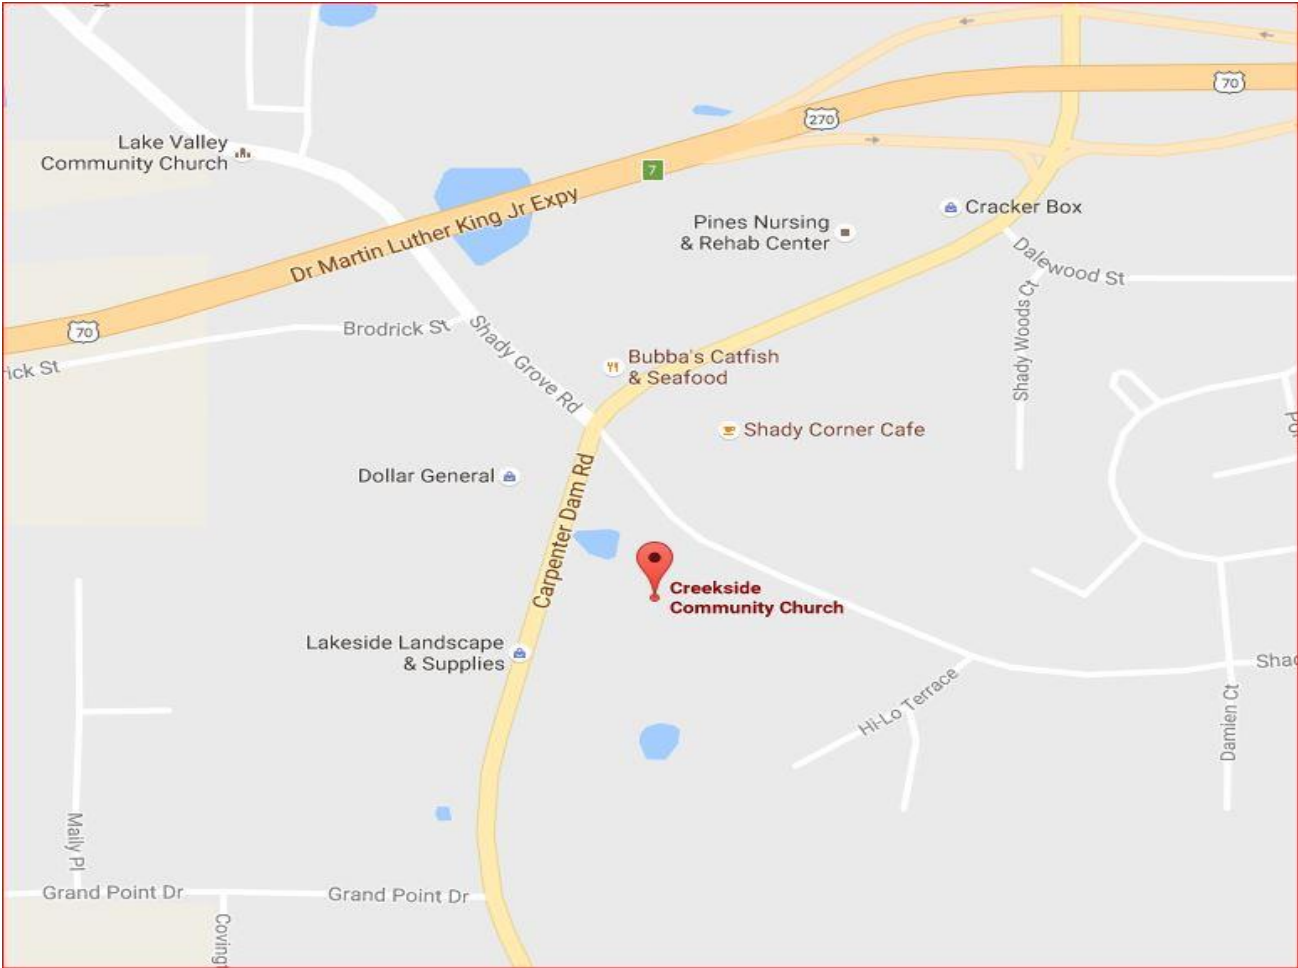 70
270
Lake Valley
Community Church
7
Dr Martin Luther King Jr Expy
Cracker Box
Pines Nursing
& Rehab Center
Dalewood St
Shady Woods Ct
70
Brodrick St
rick St
Shady Grove Rd
Bubba's Catfish
& Seafood
Shady Corner Cafe
Po
Dollar General
Carpenter Dam Rd
Creekside
Community Church
Lakeside Landscape
& Supplies
Shad
Hi-Lo Terrace
Damien Ct
Maily Pl
Grand Point Dr
Grand Point Dr
Covingt